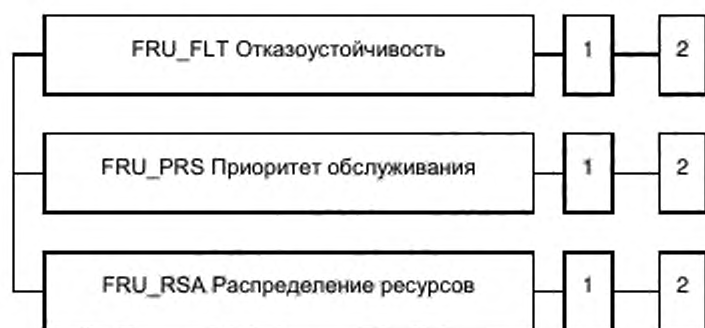 FRU_FLT Отказоустойчивость 1 2
FRU_PRS Приоритет обслуживания 1 2
FRU_RSA Распределение ресурсов 1 2